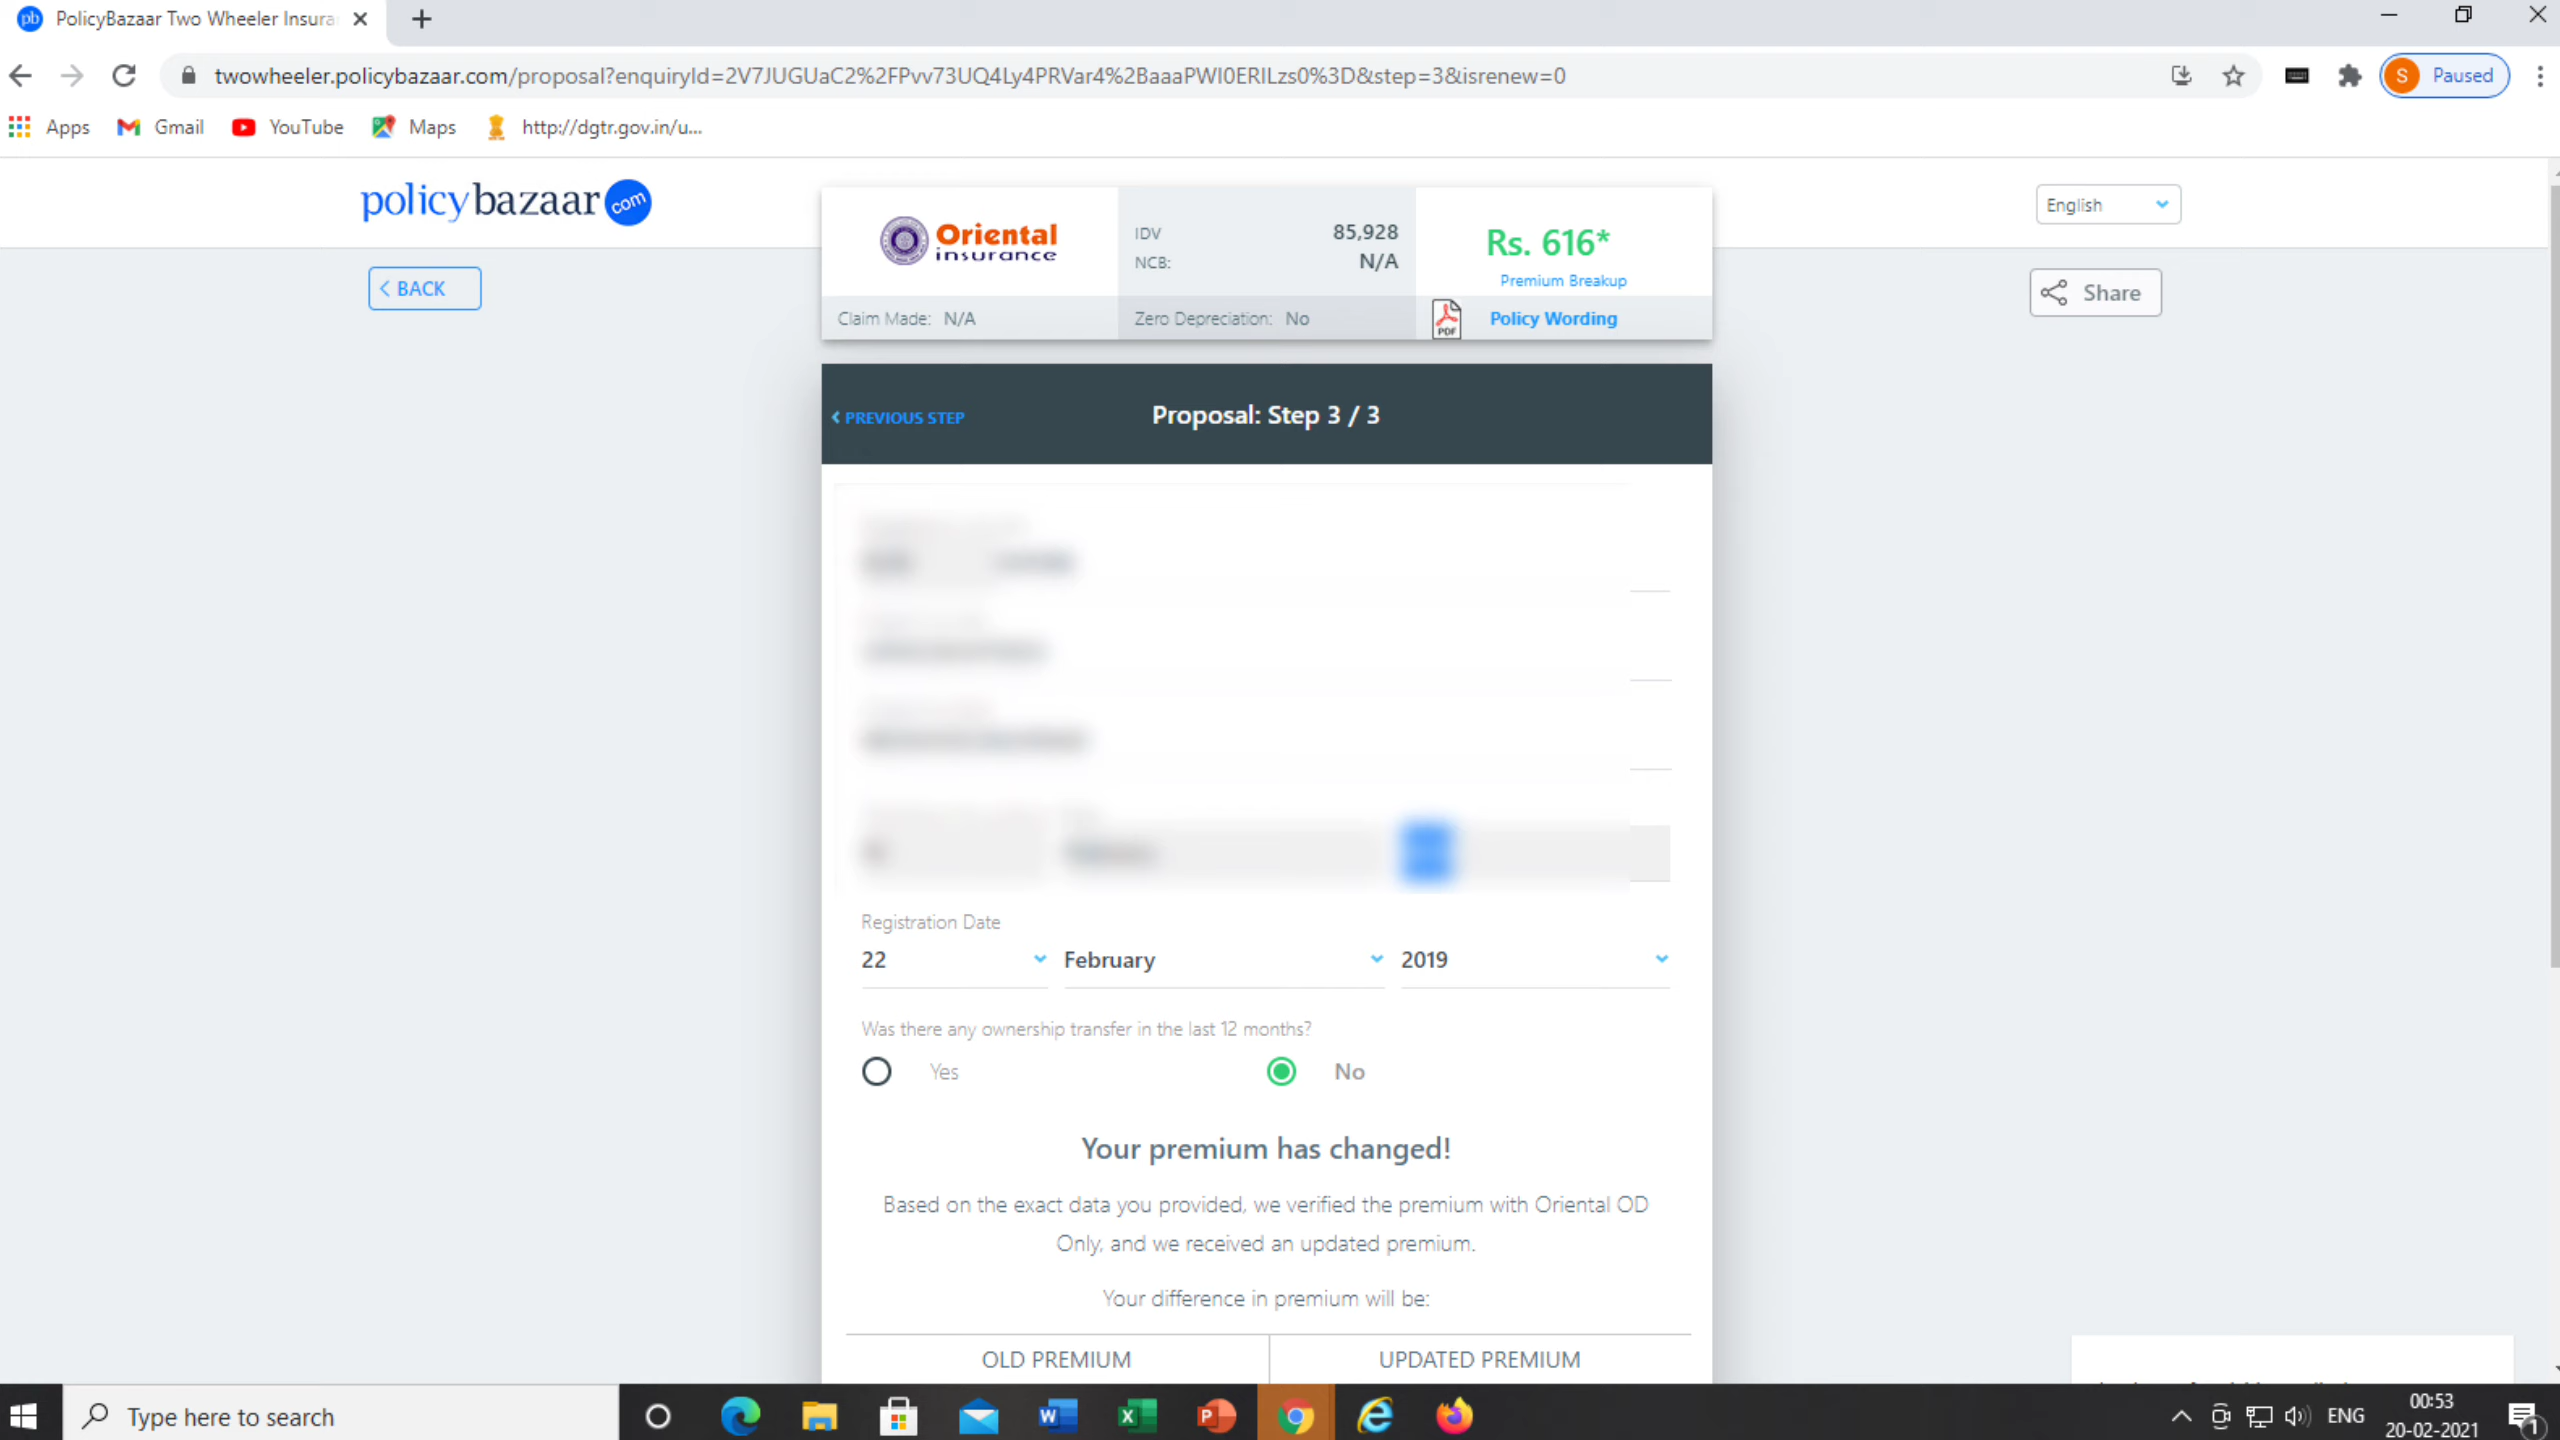 PolicyBazaar Two Wheeler Insura
twowheeler.policybazaar.com/proposal?enquiryId=2V7JUGUaC2%2FPvv73UQ4Ly4PRVar4%2BaaaPWI0ERILzs0%3D&step=3&isrenew=0
S Paused
Apps Gmail YouTube Maps http://dgtr.gov.in/u...
policybazaar com
English
BACK
Share
Oriental
insurance
IDV 85,928
NCB: N/A
Rs. 616*
Premium Breakup
Claim Made: N/A
Zero Depreciation: No
PDF Policy Wording
PREVIOUS STEP
Proposal: Step 3 / 3
Registration Date
22 February 2019
Was there any ownership transfer in the last 12 months?
Yes No
Your premium has changed!
Based on the exact data you provided, we verified the premium with Oriental OD
Only, and we received an updated premium.
Your difference in premium will be:
OLD PREMIUM UPDATED PREMIUM
Type here to search
ENG
00:53
20-02-2021
1